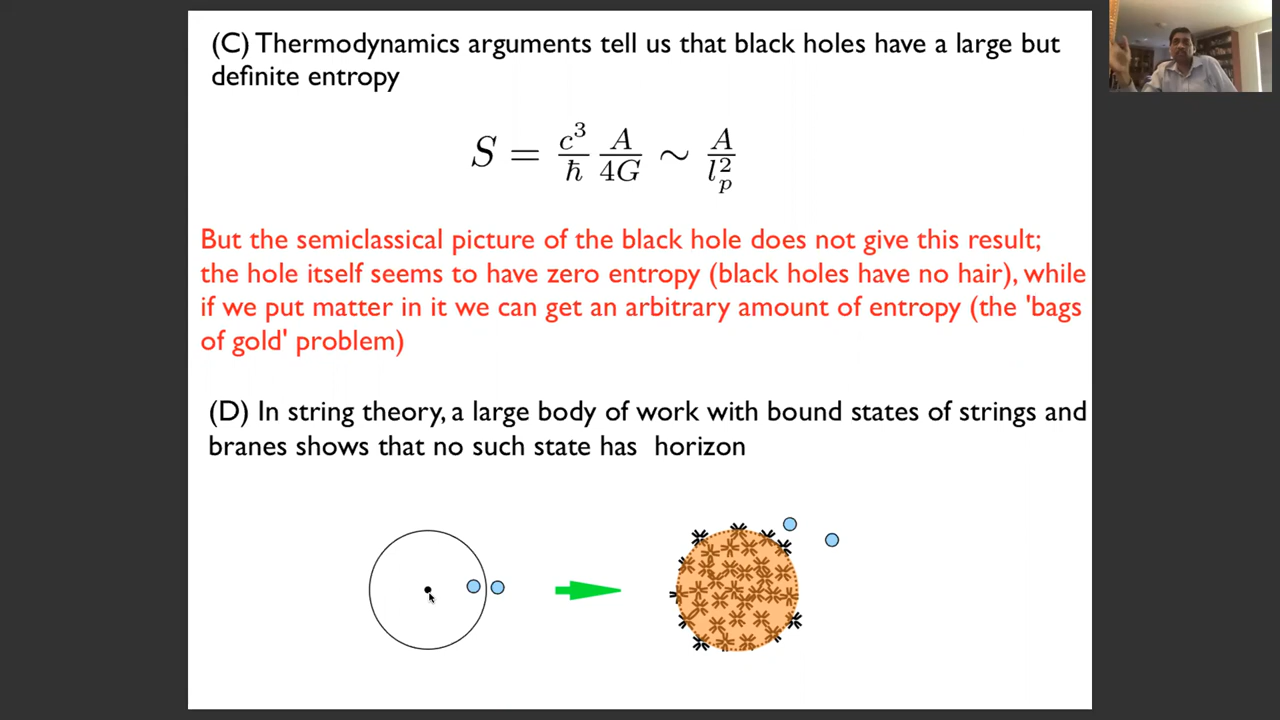 (C) Thermodynamics arguments tell us that black holes have a large but
definite entropy
S = c³/ħ A/4G ∼ A/l²ₚ
But the semiclassical picture of the black hole does not give this result;
the hole itself seems to have zero entropy (black holes have no hair), while
if we put matter in it we can get an arbitrary amount of entropy (the 'bags
of gold' problem)
(D) In string theory, a large body of work with bound states of strings and
branes shows that no such state has horizon